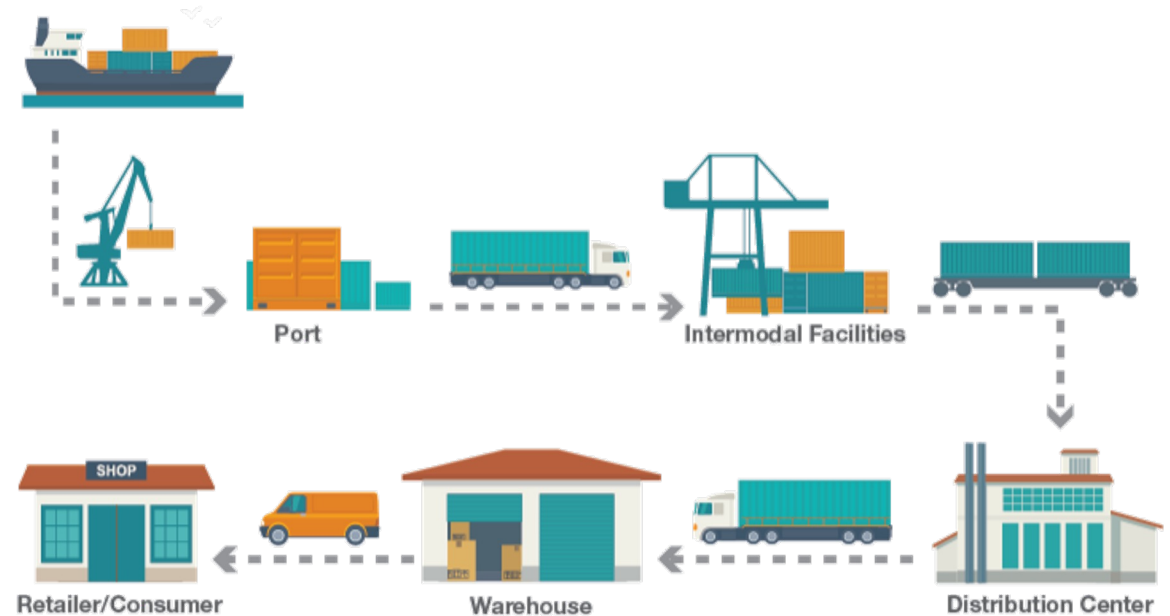 Port
Intermodal Facilities
SHOP
Retailer/Consumer
Warehouse
Distribution Center